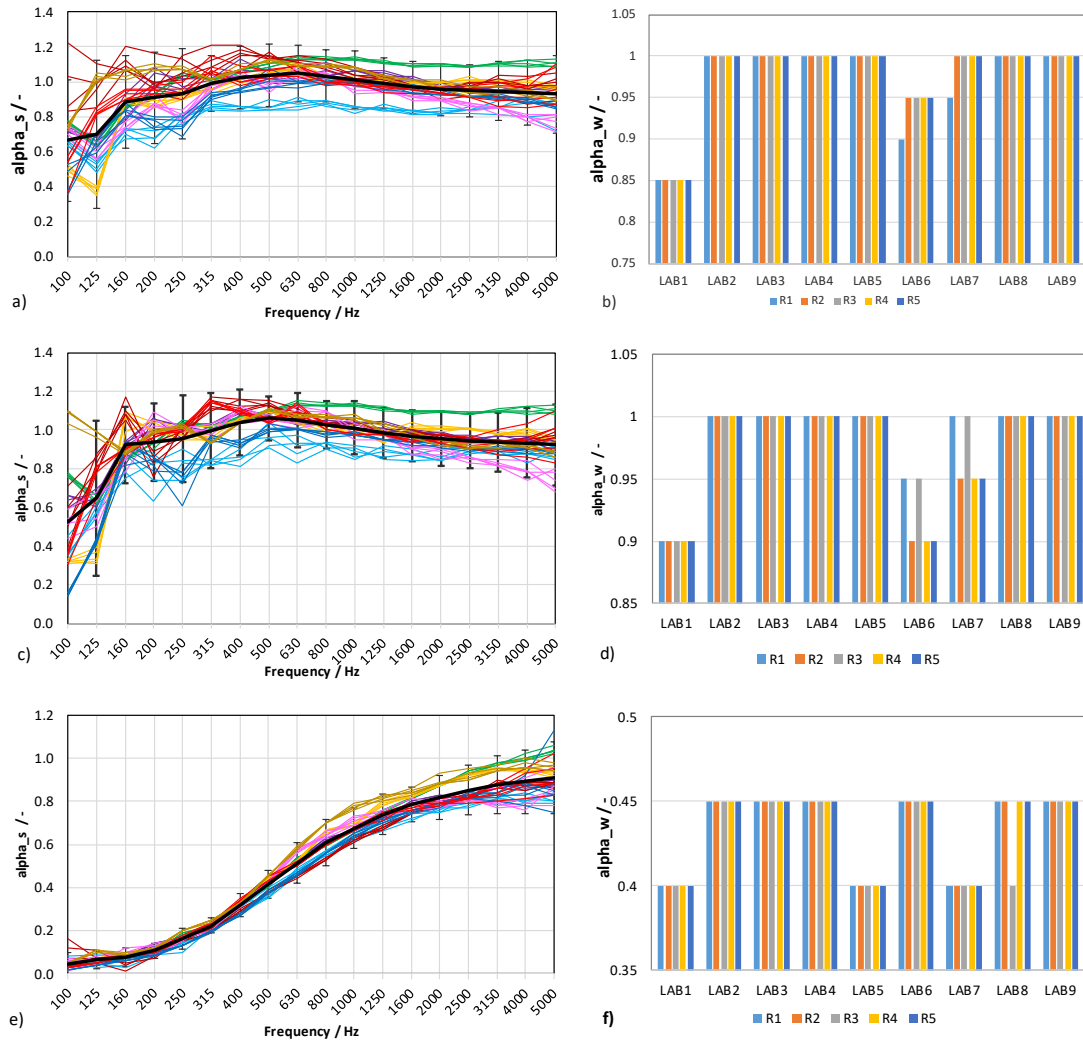 1.4
1.2
1.0
0.8
0.6
0.4
0.2
0.0
alpha_s / -
100 125 160 200 250 315 400 500 630 800 1000 1250 1600 2000 2500 3150 4000 5000
Frequency / Hz
a)
1.05
1
0.95
0.9
0.85
0.8
0.75
alpha_w / -
LAB1 LAB2 LAB3 LAB4 LAB5 LAB6 LAB7 LAB8 LAB9
R1 R2 R3 R4 R5
b)
1.4
1.2
1.0
0.8
0.6
0.4
0.2
0.0
alpha_s / -
100 125 160 200 250 315 400 500 630 800 1000 1250 1600 2000 2500 3150 4000 5000
Frequency / Hz
c)
1.05
1
0.95
0.9
0.85
alpha_w / -
LAB1 LAB2 LAB3 LAB4 LAB5 LAB6 LAB7 LAB8 LAB9
R1 R2 R3 R4 R5
d)
1.2
1.0
0.8
0.6
0.4
0.2
0.0
alpha_s / -
100 125 160 200 250 315 400 500 630 800 1000 1250 1600 2000 2500 3150 4000 5000
Frequency / Hz
e)
0.5
0.45
0.4
0.35
alpha_w / -
LAB1 LAB2 LAB3 LAB4 LAB5 LAB6 LAB7 LAB8 LAB9
R1 R2 R3 R4 R5
f)